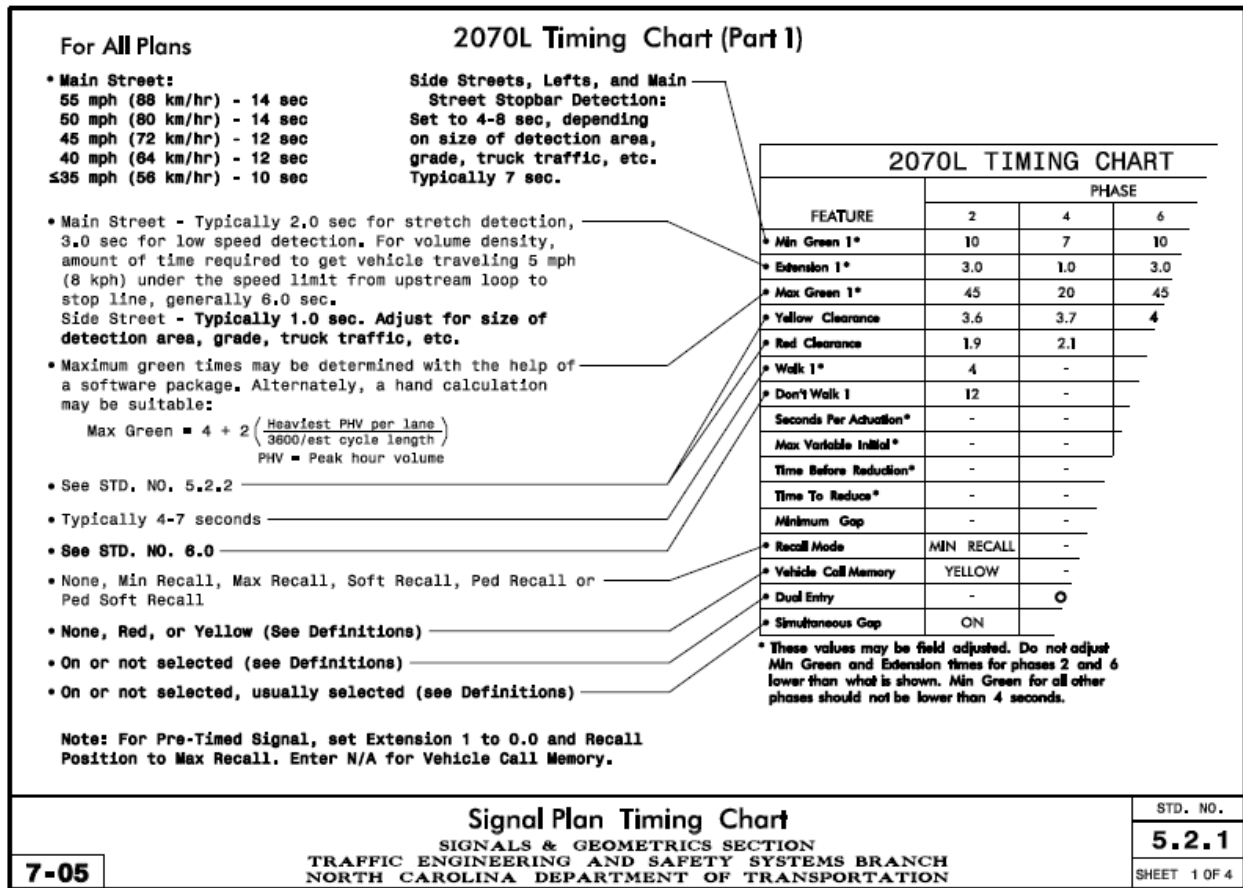 For All Plans
2070L Timing Chart (Part 1)
• Main Street:
55 mph (88 km/hr) - 14 sec
50 mph (80 km/hr) - 14 sec
45 mph (72 km/hr) - 12 sec
40 mph (64 km/hr) - 12 sec
≤35 mph (56 km/hr) - 10 sec
Side Streets, Lefts, and Main
Street Stopbar Detection:
Set to 4-8 sec, depending
on size of detection area,
grade, truck traffic, etc.
Typically 7 sec.
• Main Street - Typically 2.0 sec for stretch detection,
3.0 sec for low speed detection. For volume density,
amount of time required to get vehicle traveling 5 mph
(8 kph) under the speed limit from upstream loop to
stop line, generally 6.0 sec.
Side Street - Typically 1.0 sec. Adjust for size of
detection area, grade, truck traffic, etc.
• Maximum green times may be determined with the help of
a software package. Alternately, a hand calculation
may be suitable:
Max Green = 4 + 2 (Heaviest PHV per lane / 3600/est cycle length)
PHV = Peak hour volume
• See STD. NO. 5.2.2
• Typically 4-7 seconds
• See STD. NO. 6.0
• None, Min Recall, Max Recall, Soft Recall, Ped Recall or
Ped Soft Recall
• None, Red, or Yellow (See Definitions)
• On or not selected (see Definitions)
• On or not selected, usually selected (see Definitions)
Note: For Pre-Timed Signal, set Extension 1 to 0.0 and Recall
Position to Max Recall. Enter N/A for Vehicle Call Memory.
2070L TIMING CHART
PHASE
FEATURE 2 4 6
Min Green 1* 10 7 10
Extension 1* 3.0 1.0 3.0
Max Green 1* 45 20 45
Yellow Clearance 3.6 3.7 4
Red Clearance 1.9 2.1
Walk 1* 4 -
Don't Walk 1 12 -
Seconds Per Actuation* - -
Max Variable Initial* - -
Time Before Reduction* - -
Time To Reduce* - -
Minimum Gap - -
Recall Mode MIN RECALL -
Vehicle Call Memory YELLOW -
Dual Entry - O
Simultaneous Gap ON
* These values may be field adjusted. Do not adjust
Min Green and Extension times for phases 2 and 6
lower than what is shown. Min Green for all other
phases should not be lower than 4 seconds.
7-05
Signal Plan Timing Chart
SIGNALS & GEOMETRICS SECTION
TRAFFIC ENGINEERING AND SAFETY SYSTEMS BRANCH
NORTH CAROLINA DEPARTMENT OF TRANSPORTATION
STD. NO.
5.2.1
SHEET 1 OF 4